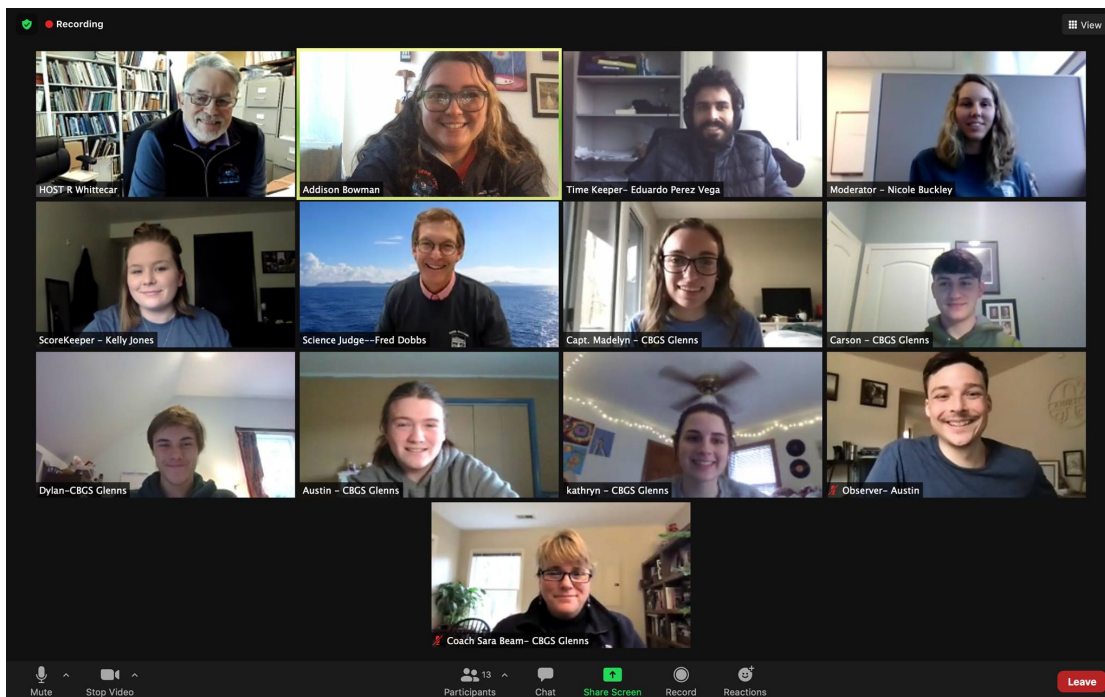 Recording
View
HOST R Whittecar
Addison Bowman
Time Keeper- Eduardo Perez Vega
Moderator - Nicole Buckley
ScoreKeeper - Kelly Jones
Science Judge--Fred Dobbs
Capt. Madelyn - CBGS Glenns
Carson - CBGS Glenns
Dylan-CBGS Glenns
Austin - CBGS Glenns
kathryn - CBGS Glenns
Observer- Austin
Coach Sara Beam- CBGS Glenns
Mute
Stop Video
13
Participants
Chat
Share Screen
Record
Reactions
Leave